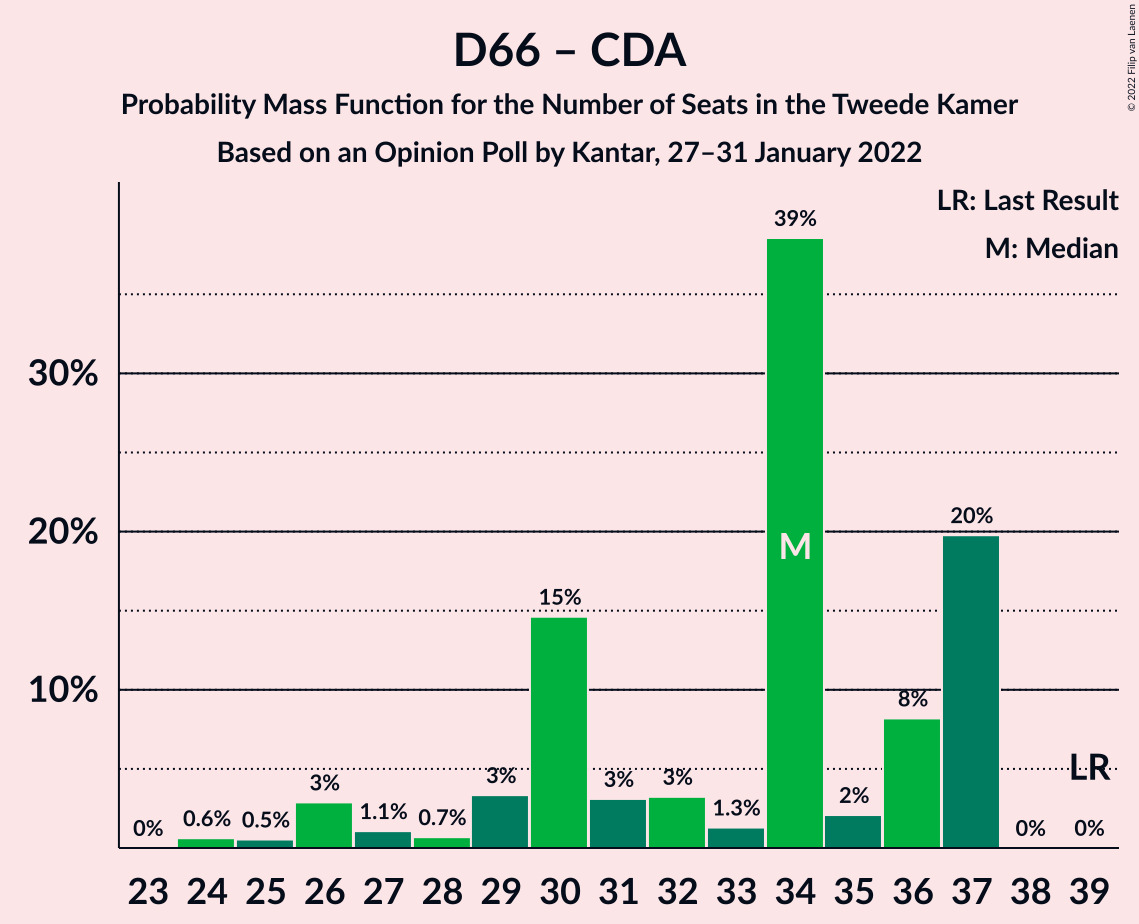 D66 – CDA
Probability Mass Function for the Number of Seats in the Tweede Kamer
Based on an Opinion Poll by Kantar, 27–31 January 2022
© 2022 Filip van Laenen
LR: Last Result
M: Median
30%
20%
10%
0%
0.6%
0.5%
3%
1.1%
0.7%
3%
15%
3%
3%
1.3%
39%
2%
8%
20%
0%
0%
M
LR
23 24 25 26 27 28 29 30 31 32 33 34 35 36 37 38 39